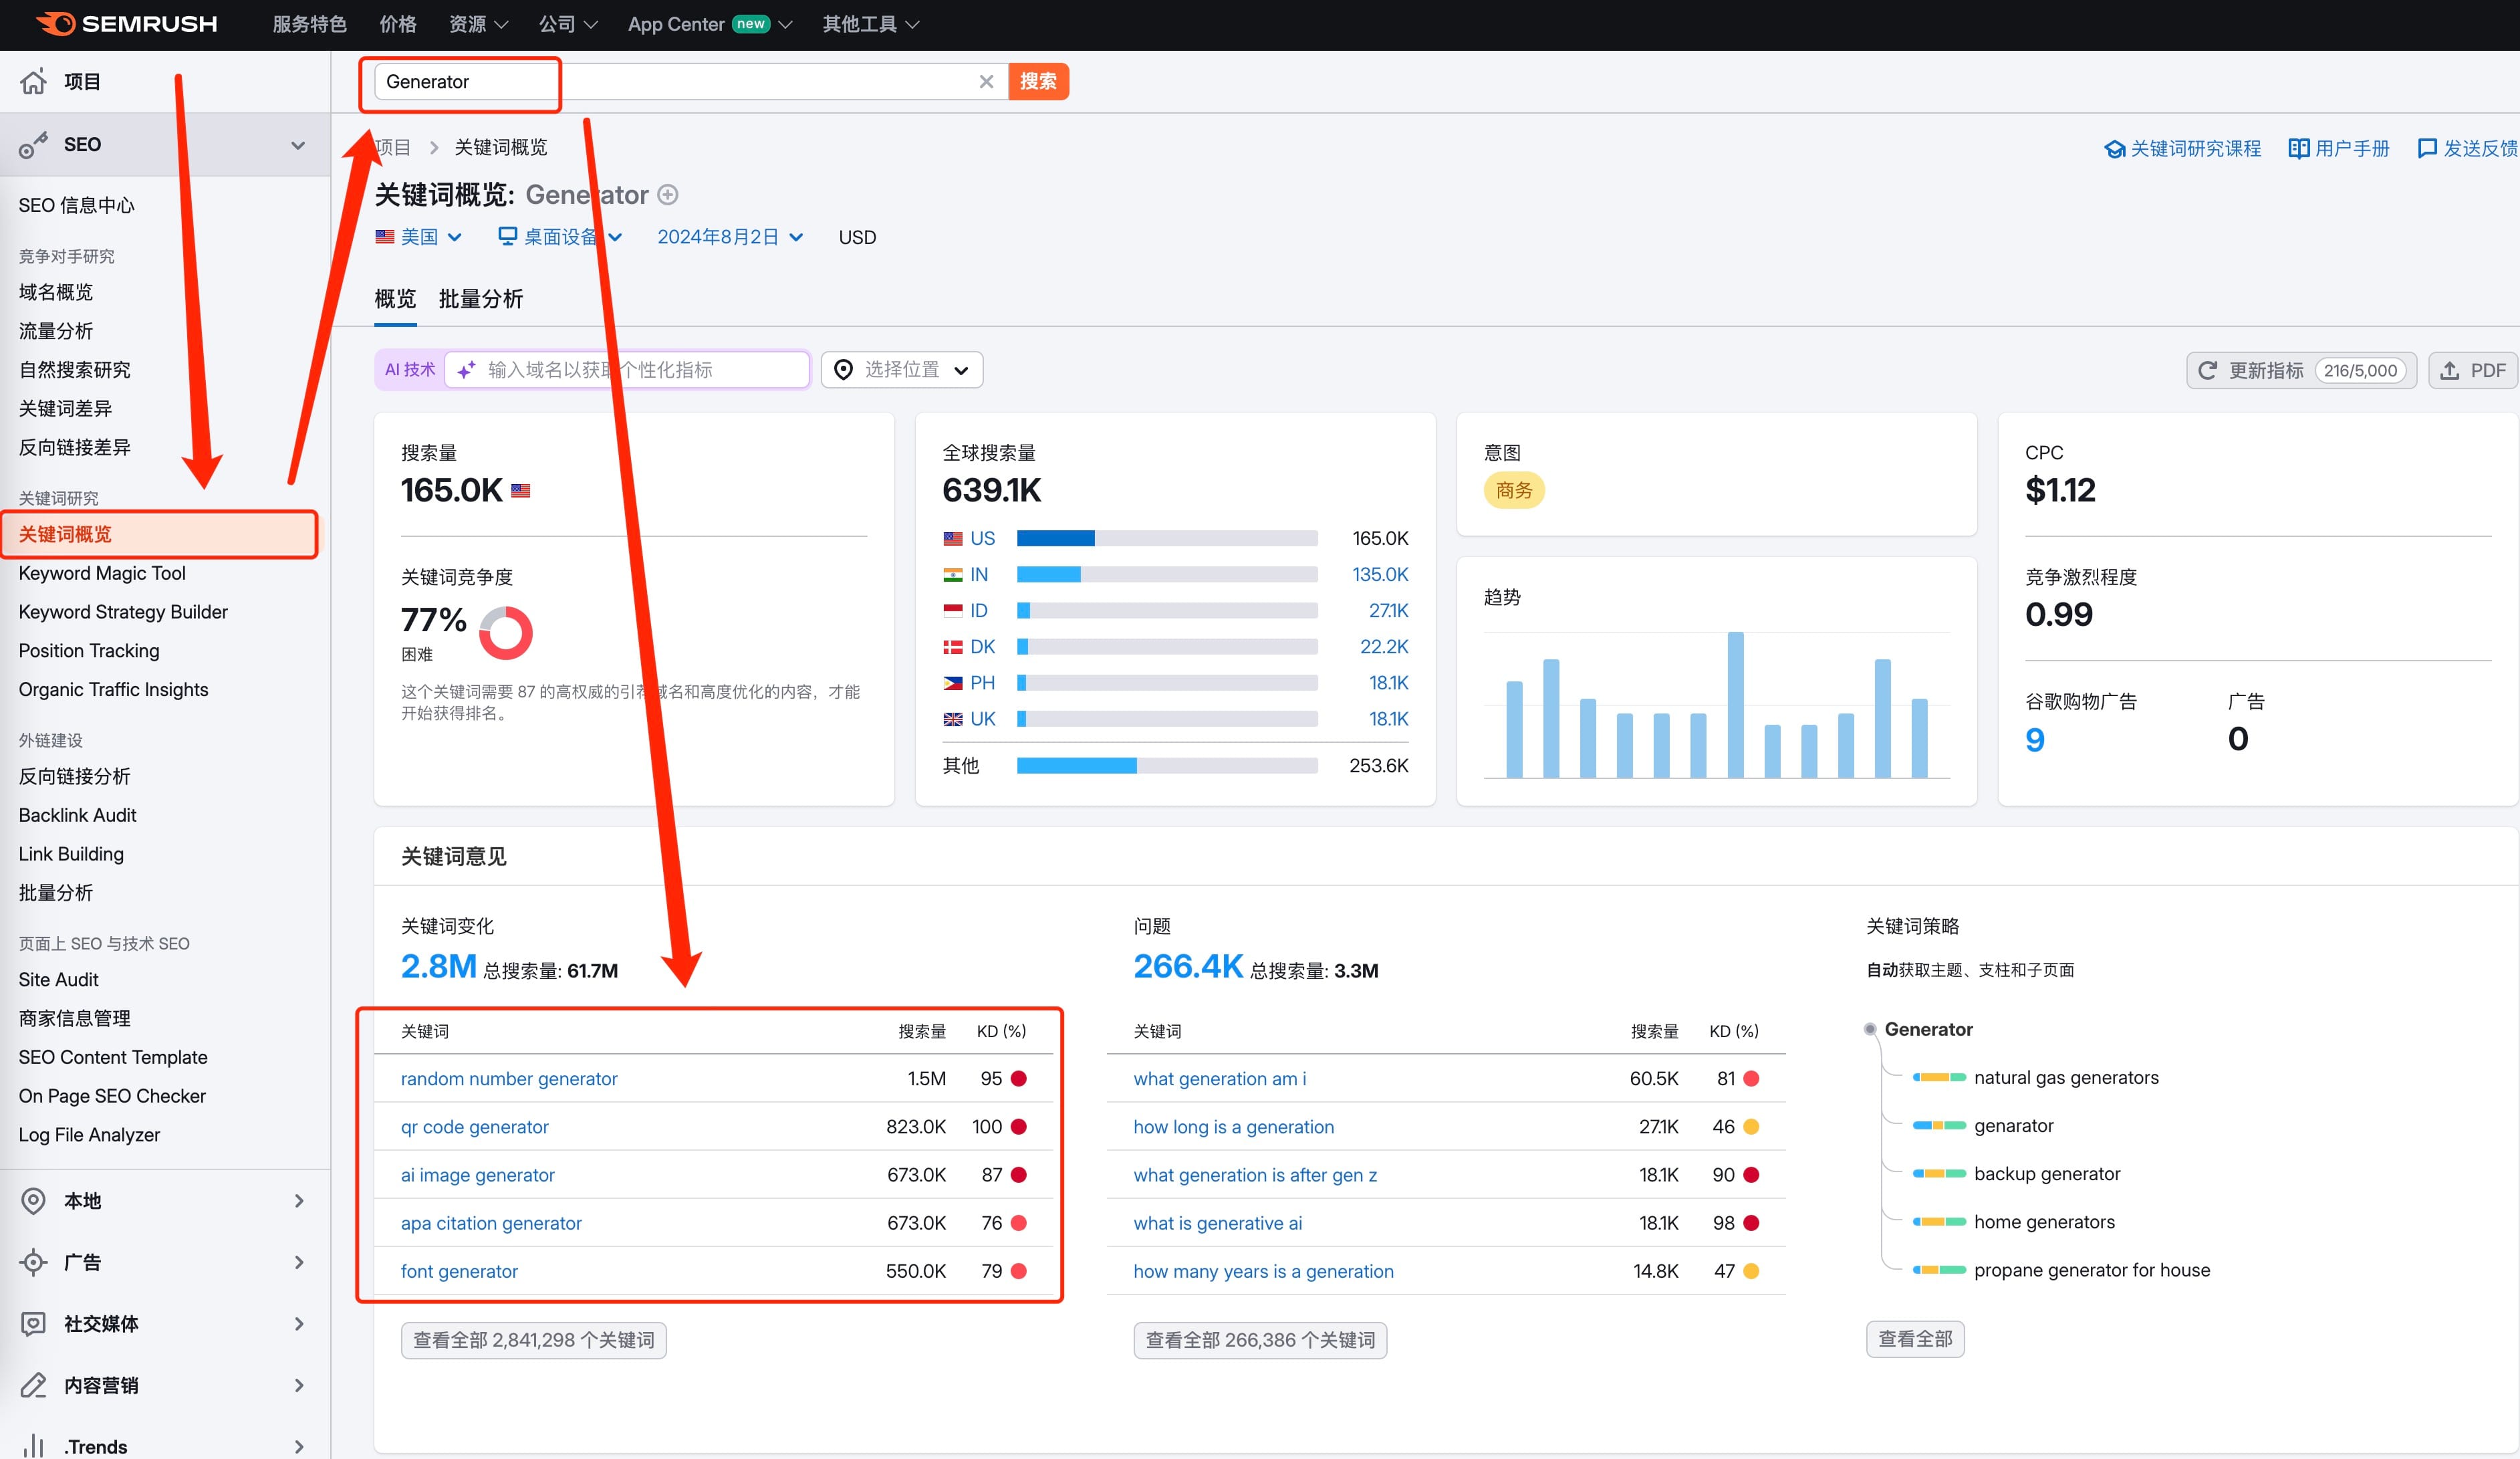 SEMRUSH 服务特色 价格 资源 公司 App Center new 其他工具
项目
SEO
SEO 信息中心
竞争对手研究
域名概览
流量分析
自然搜索研究
关键词差异
反向链接差异
关键词研究
关键词概览
Keyword Magic Tool
Keyword Strategy Builder
Position Tracking
Organic Traffic Insights
外链建设
反向链接分析
Backlink Audit
Link Building
批量分析
页面上 SEO 与技术 SEO
Site Audit
商家信息管理
SEO Content Template
On Page SEO Checker
Log File Analyzer
本地
广告
社交媒体
内容营销
.Trends
Generator 搜索
项目 关键词概览
关键词研究课程 用户手册 发送反馈
关键词概览: Generator
美国 桌面设备 2024年8月2日 USD
概览 批量分析
AI 技术 输入域名以获取个性化指标 选择位置
更新指标 216/5,000 PDF
搜索量
165.0K
关键词竞争度
77%
困难
这个关键词需要 87 的高权威的引荐域名和高度优化的内容，才能
开始获得排名。
全球搜索量
639.1K
US 165.0K
IN 135.0K
ID 27.1K
DK 22.2K
PH 18.1K
UK 18.1K
其他 253.6K
意图
商务
趋势
CPC
$1.12
竞争激烈程度
0.99
谷歌购物广告 广告
9 0
关键词意见
关键词变化
2.8M 总搜索量: 61.7M
关键词 搜索量 KD (%)
random number generator 1.5M 95
qr code generator 823.0K 100
ai image generator 673.0K 87
apa citation generator 673.0K 76
font generator 550.0K 79
查看全部 2,841,298 个关键词
问题
266.4K 总搜索量: 3.3M
关键词 搜索量 KD (%)
what generation am i 60.5K 81
how long is a generation 27.1K 46
what generation is after gen z 18.1K 90
what is generative ai 18.1K 98
how many years is a generation 14.8K 47
查看全部 266,386 个关键词
关键词策略
自动获取主题、支柱和子页面
Generator
natural gas generators
genarator
backup generator
home generators
propane generator for house
查看全部